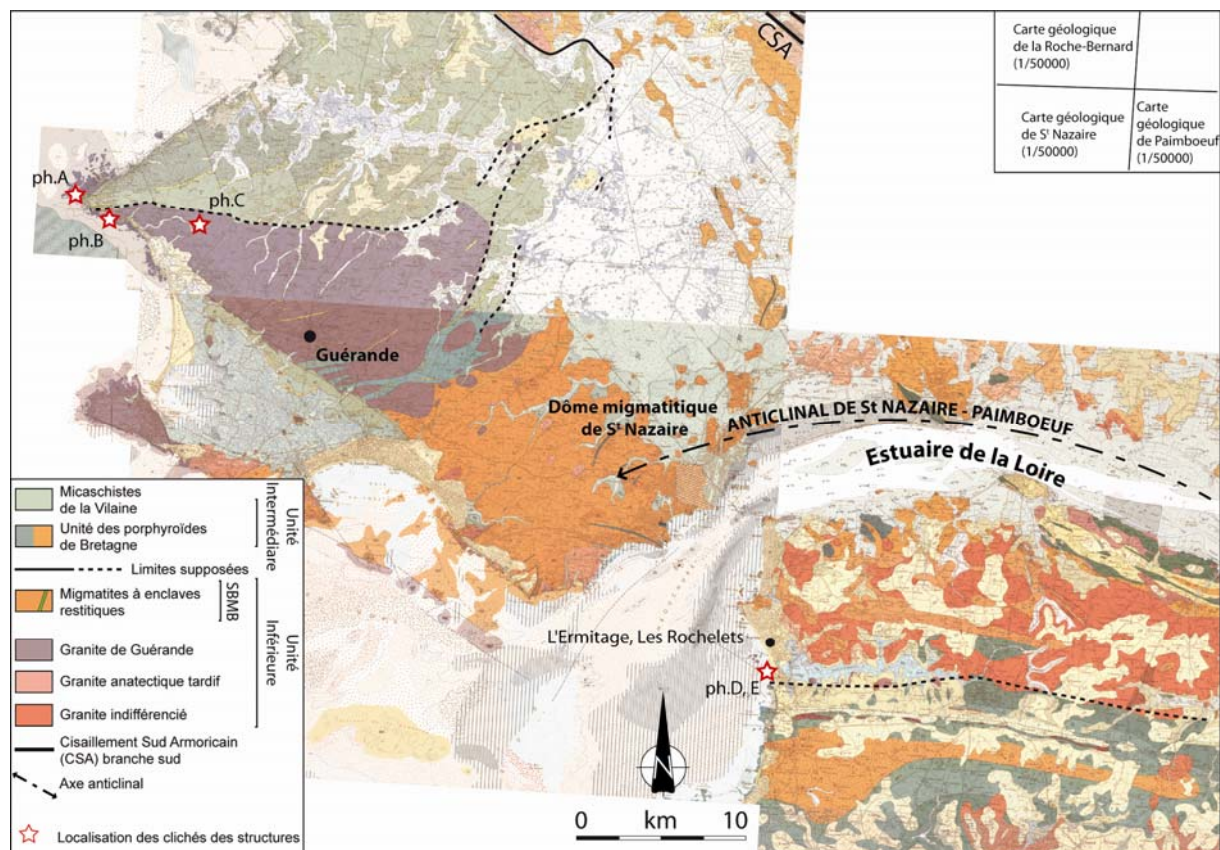 CSA
Carte géologique
de la Roche-Bernard
(1/50000)
Carte géologique
de Sᵗ Nazaire
(1/50000)
Carte
géologique
de Paimboeuf
(1/50000)
ph.A
ph.B
ph.C
Guérande
Dôme migmatitique
de Sᵗ Nazaire
ANTICLINAL DE St NAZAIRE - PAIMBOEUF
Estuaire de la Loire
L'Ermitage, Les Rochelets
ph.D, E
N
0 km 10
Micaschistes
de la Vilaine
Unité des porphyroïdes
de Bretagne
Unité
Intermédiare
Limites supposées
Migmatites à enclaves
restitiques
SBMB
Granite de Guérande
Granite anatectique tardif
Granite indifférencié
Unité
Inférieure
Cisaillement Sud Armoricain
(CSA) branche sud
Axe anticlinal
Localisation des clichés des structures